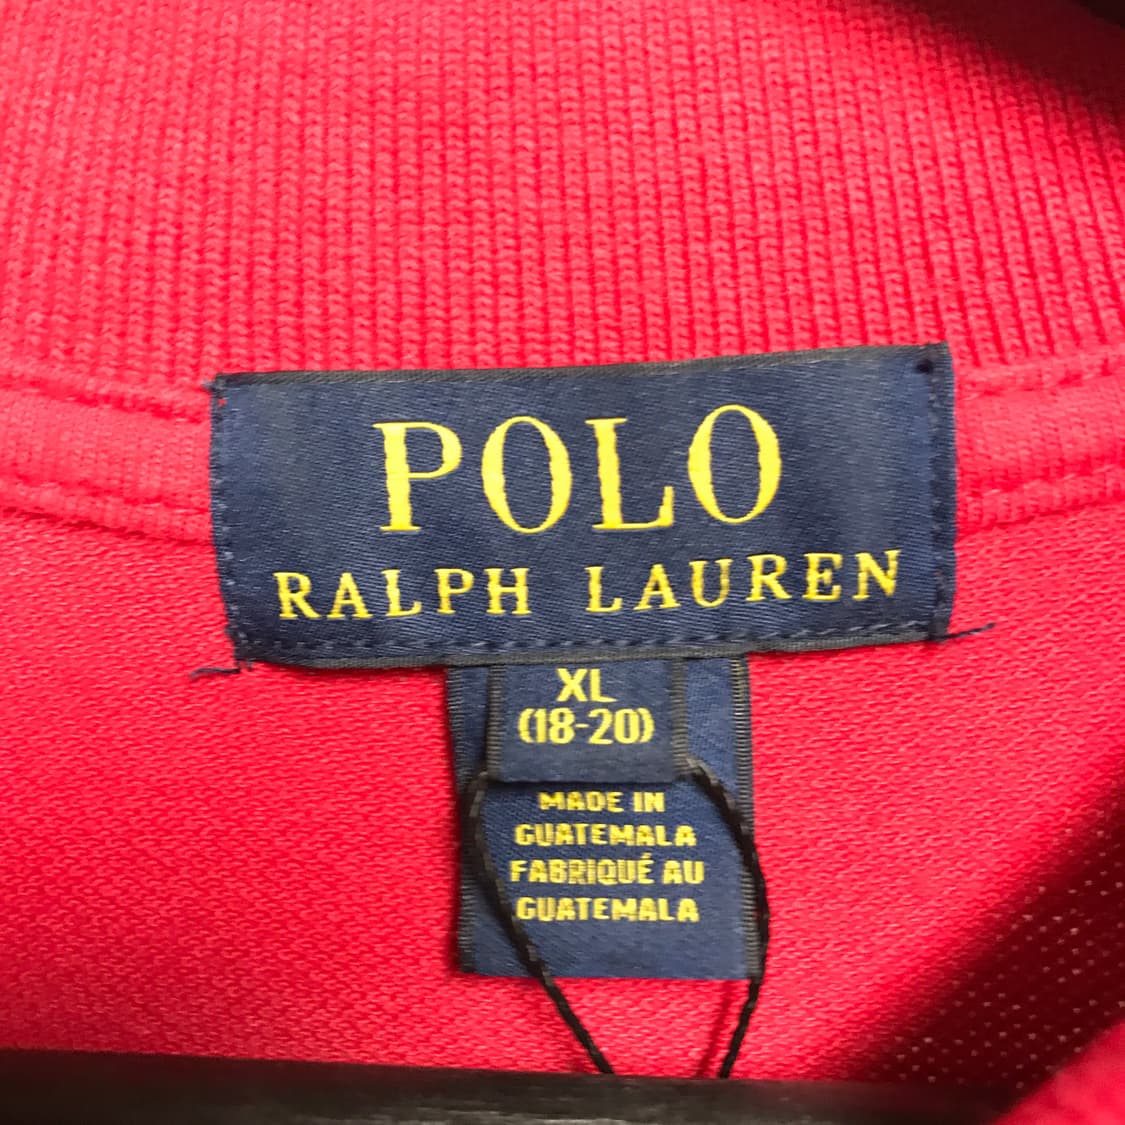 POLO
RALPH LAUREN
XL
(18-20)
MADE IN
GUATEMALA
FABRIQUÉ AU
GUATEMALA